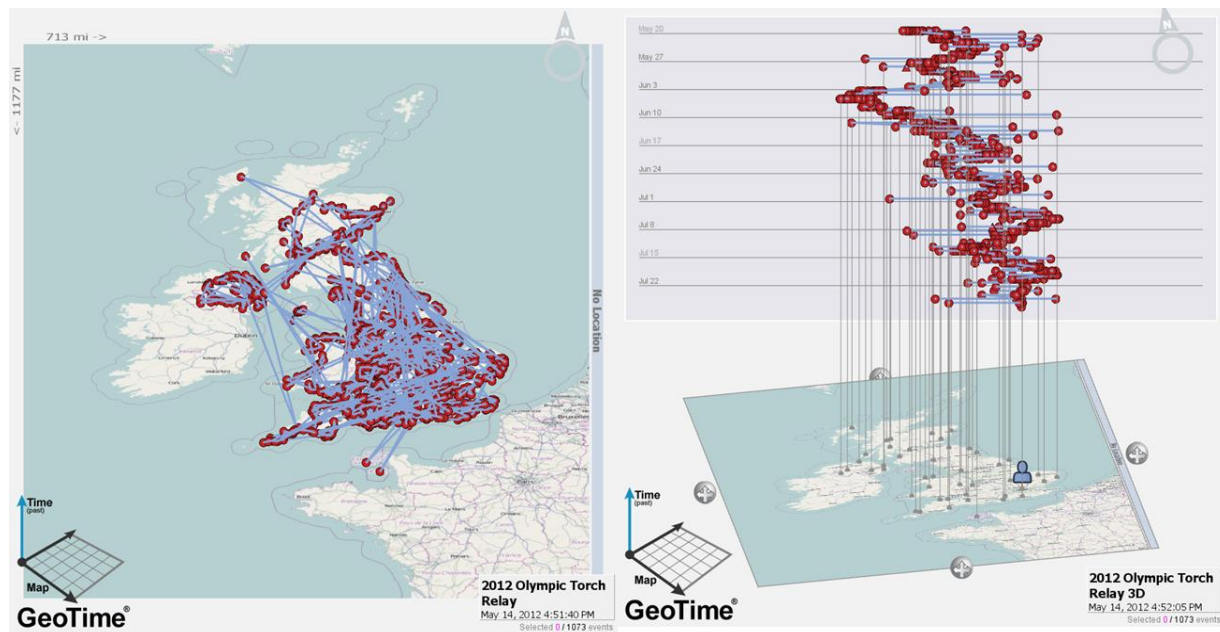 713 mi ->
<- 1177 mi
N
No Location
Dublin
Paris
Time
(past)
Map
GeoTime®
2012 Olympic Torch
Relay
May 14, 2012 4:51:40 PM
Selected 0 / 1073 events
N
May 20
May 27
Jun 3
Jun 10
Jun 17
Jun 24
Jul 1
Jul 8
Jul 15
Jul 22
Time
(past)
Map
GeoTime®
2012 Olympic Torch
Relay 3D
May 14, 2012 4:52:05 PM
Selected 0 / 1073 events